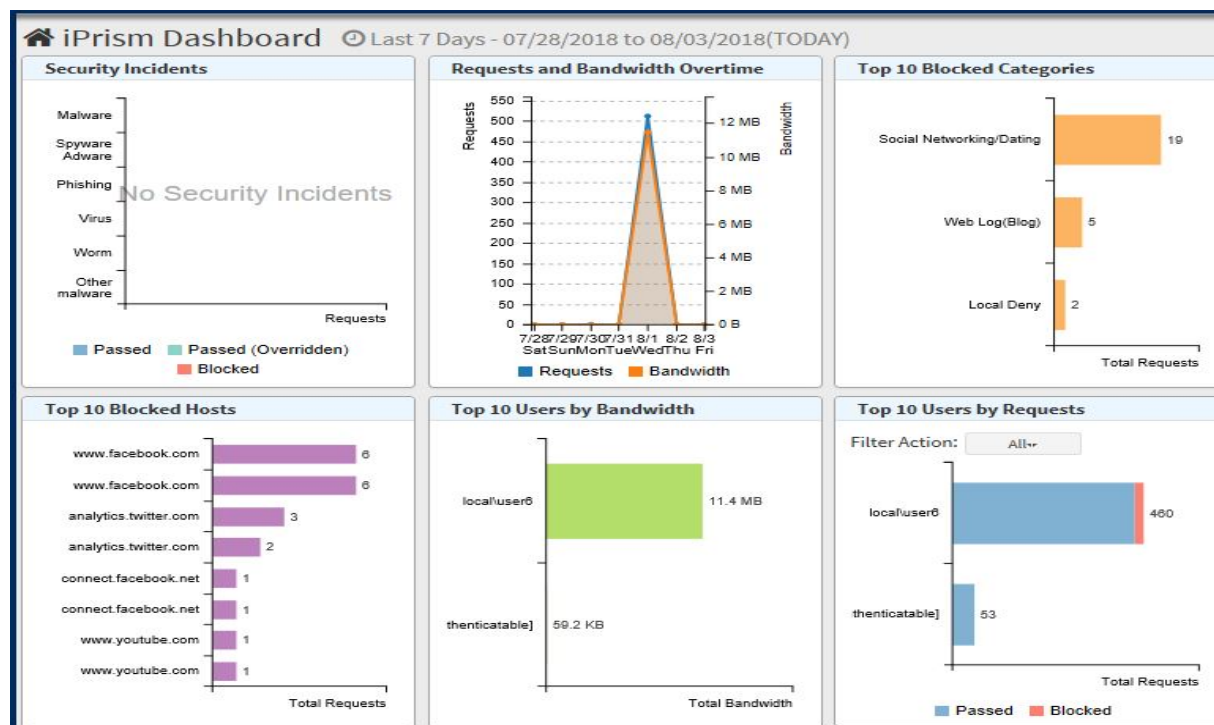 iPrism Dashboard Last 7 Days - 07/28/2018 to 08/03/2018(TODAY)
Security Incidents
Malware
Spyware
Adware
Phishing
No Security Incidents
Virus
Worm
Other
malware
Requests
Passed Passed (Overridden)
Blocked
Requests and Bandwidth Overtime
Requests
Bandwidth
550
500
450
400
350
300
250
200
150
100
50
0
12 MB
10 MB
8 MB
6 MB
4 MB
2 MB
0 B
7/28 7/29 7/30 7/31 8/1 8/2 8/3
Sat Sun Mon Tue Wed Thu Fri
Requests Bandwidth
Top 10 Blocked Categories
Social Networking/Dating 19
Web Log(Blog) 5
Local Deny 2
Total Requests
Top 10 Blocked Hosts
www.facebook.com 6
www.facebook.com 6
analytics.twitter.com 3
analytics.twitter.com 2
connect.facebook.net 1
connect.facebook.net 1
www.youtube.com 1
www.youtube.com 1
Total Requests
Top 10 Users by Bandwidth
local\user6 11.4 MB
thenticatable] 59.2 KB
Total Bandwidth
Top 10 Users by Requests
Filter Action: All
local\user6 460
thenticatable] 53
Total Requests
Passed Blocked